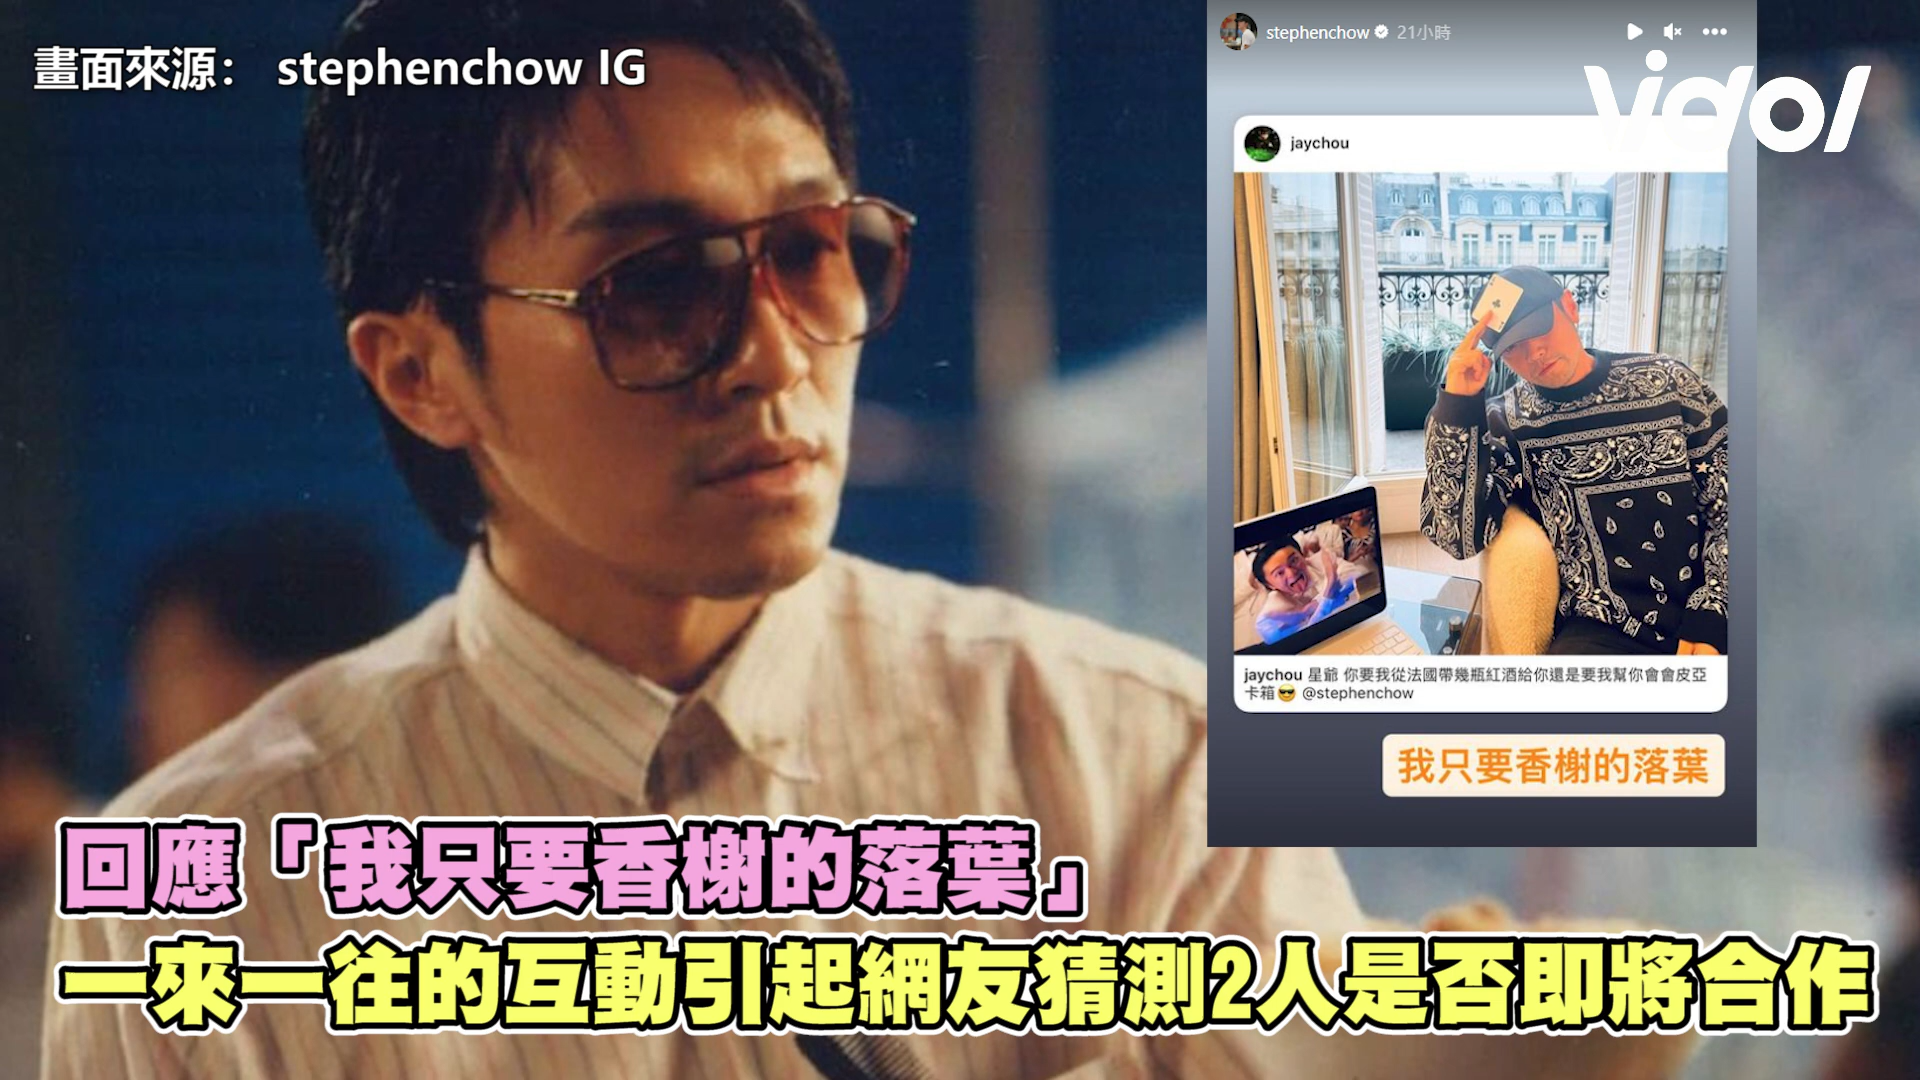 畫面來源： stephenchow IG
stephenchow 21小時
Vidol
jaychou
jaychou 星爺 你要我從法國帶幾瓶紅酒給你還是要我幫你會會皮亞
卡箱😎 @stephenchow
我只要香榭的落葉
回應「我只要香榭的落葉」
一來一往的互動引起網友猜測2人是否即將合作